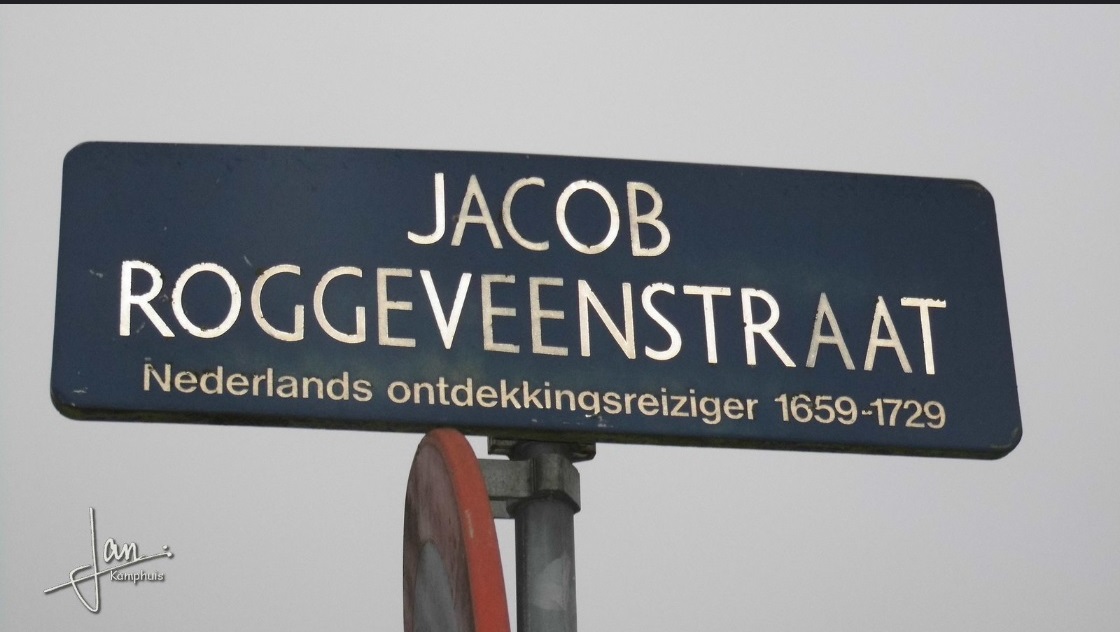 JACOB
ROGGEVEENSTRAAT
Nederlands ontdekkingsreiziger 1659-1729
Jan
Kamphuis